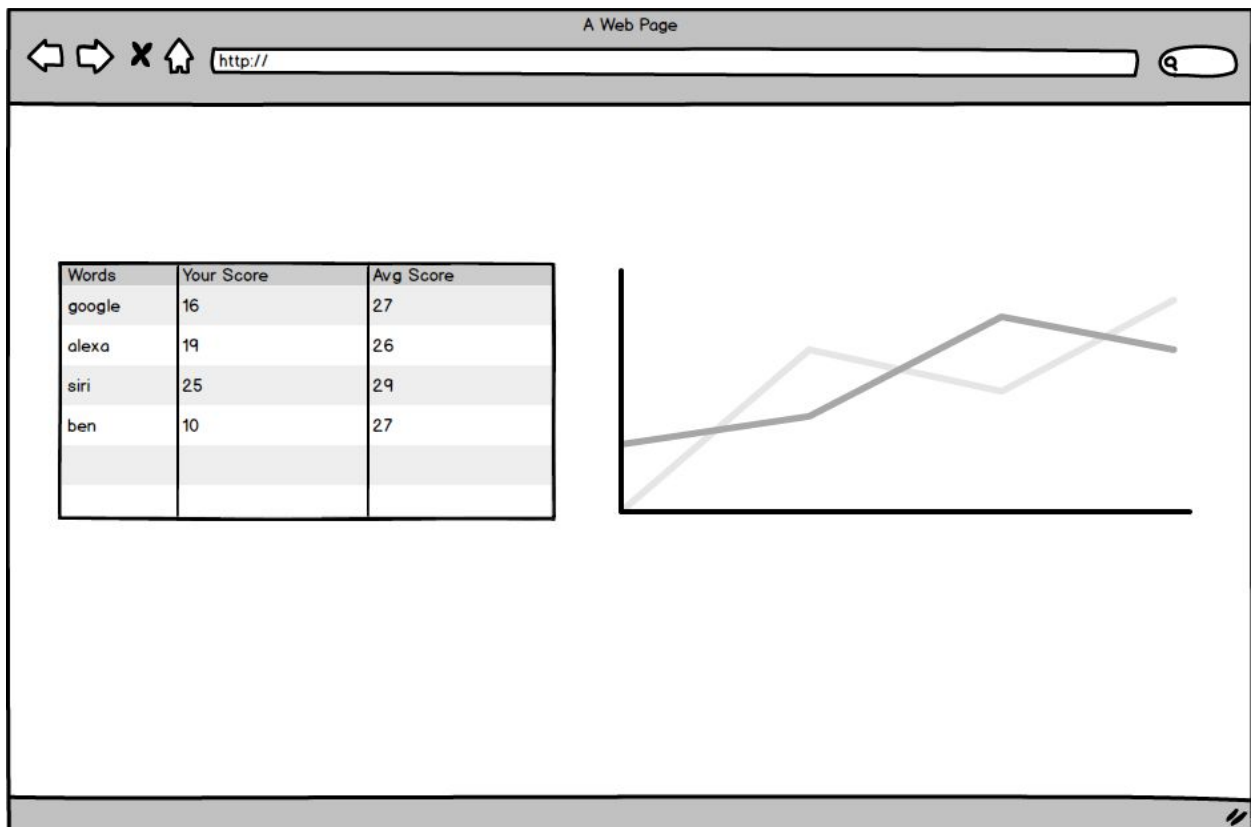 A Web Page
http://
Words Your Score Avg Score
google 16 27
alexa 19 26
siri 25 29
ben 10 27